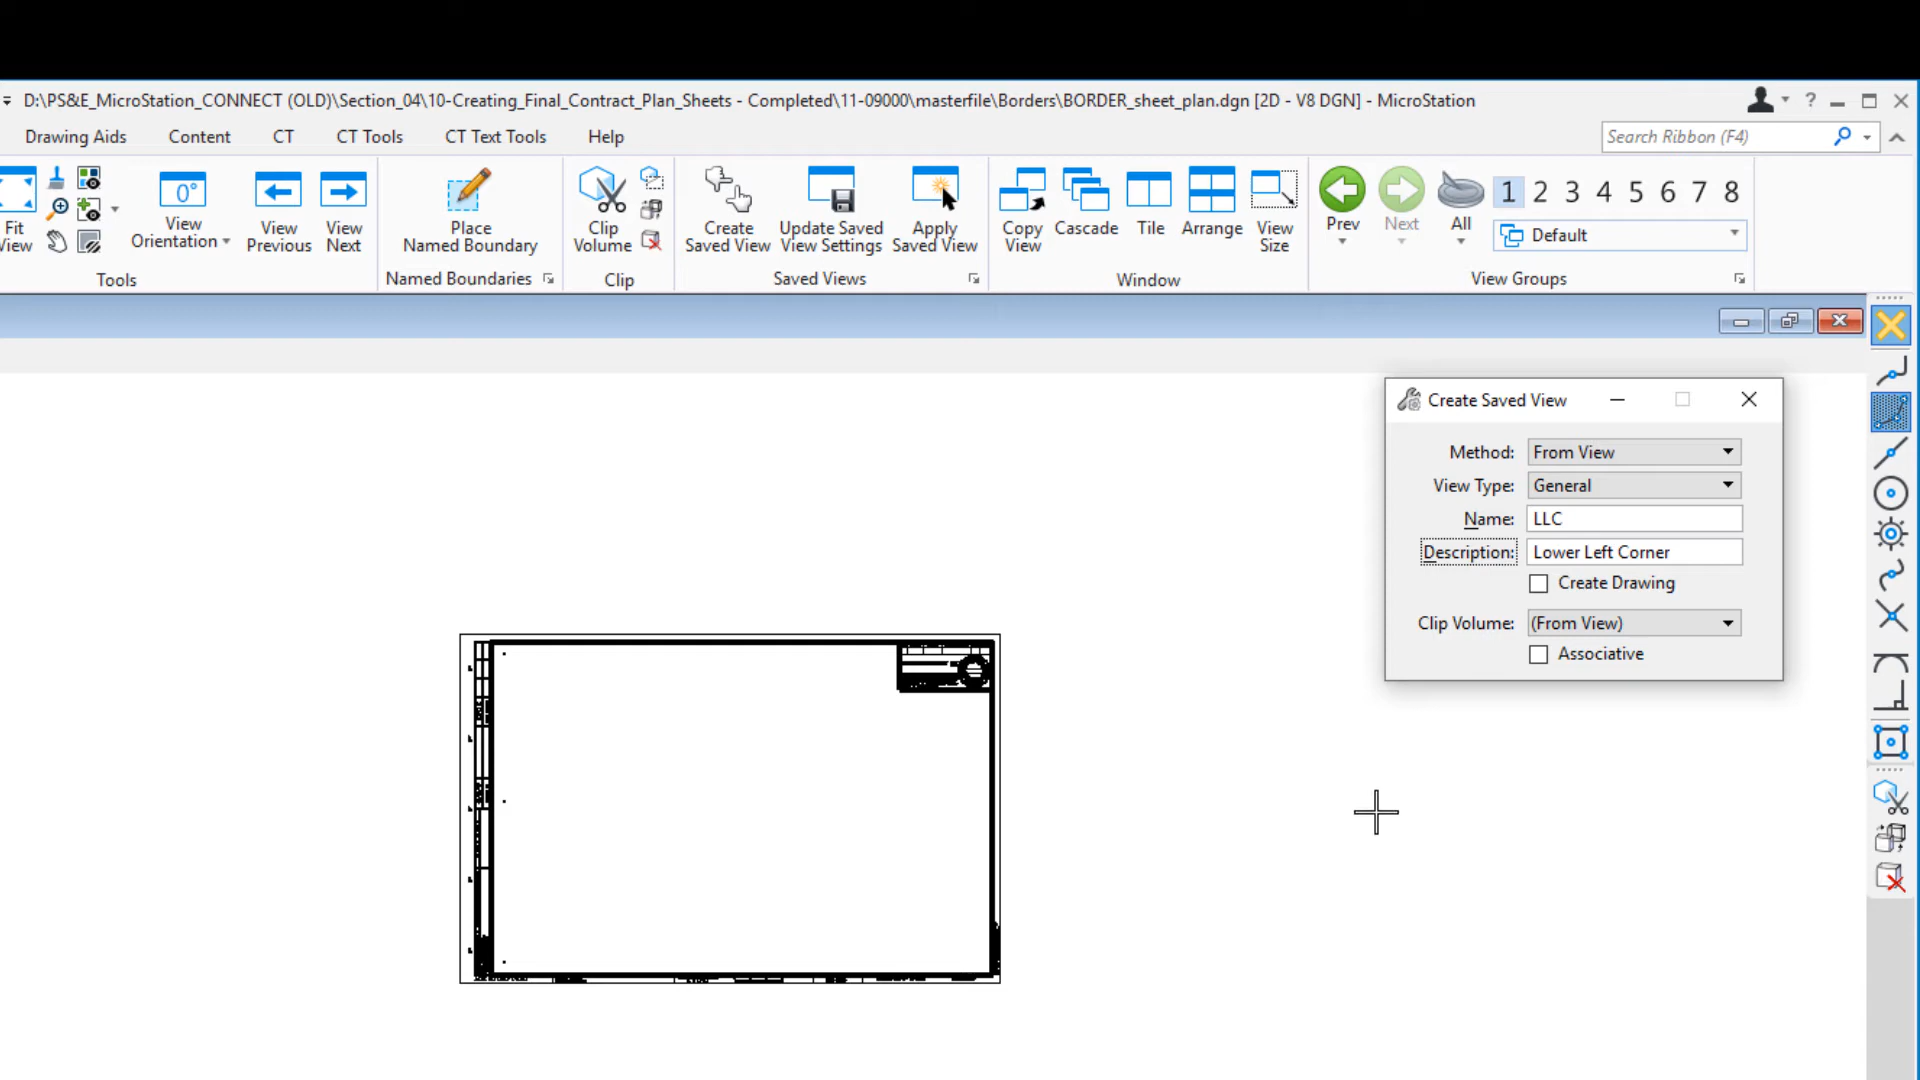 D:\PS&E_MicroStation_CONNECT (OLD)\Section_04\10-Creating_Final_Contract_Plan_Sheets - Completed\11-09000\masterfile\Borders\BORDER_sheet_plan.dgn [2D - V8 DGN] - MicroStation
Drawing Aids Content CT CT Tools CT Text Tools Help
Search Ribbon (F4)
Fit View
0°
View Orientation
View Previous
View Next
Tools
Place Named Boundary
Named Boundaries
Clip Volume
Clip
Create Saved View
Update Saved View Settings
Apply Saved View
Saved Views
Copy View
Cascade
Tile
Arrange
View Size
Window
Prev
Next
All
1 2 3 4 5 6 7 8
Default
View Groups
Create Saved View
Method: From View
View Type: General
Name: LLC
Description: Lower Left Corner
Create Drawing
Clip Volume: (From View)
Associative